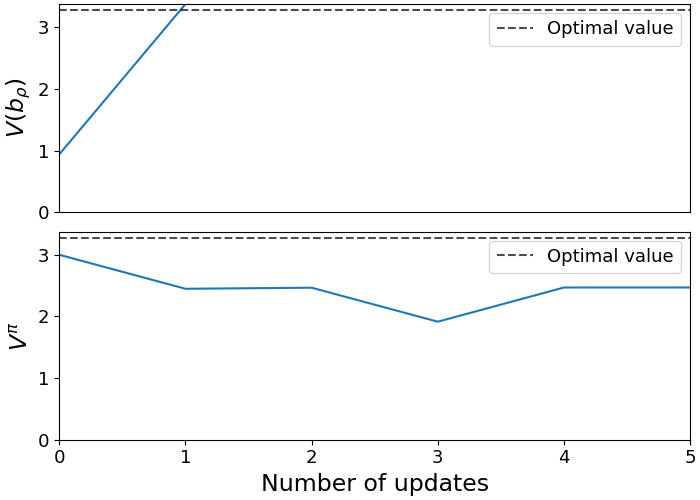 3
2
1
0
V(b_ρ)
Optimal value
3
2
1
0
V^π
Optimal value
0 1 2 3 4 5
Number of updates